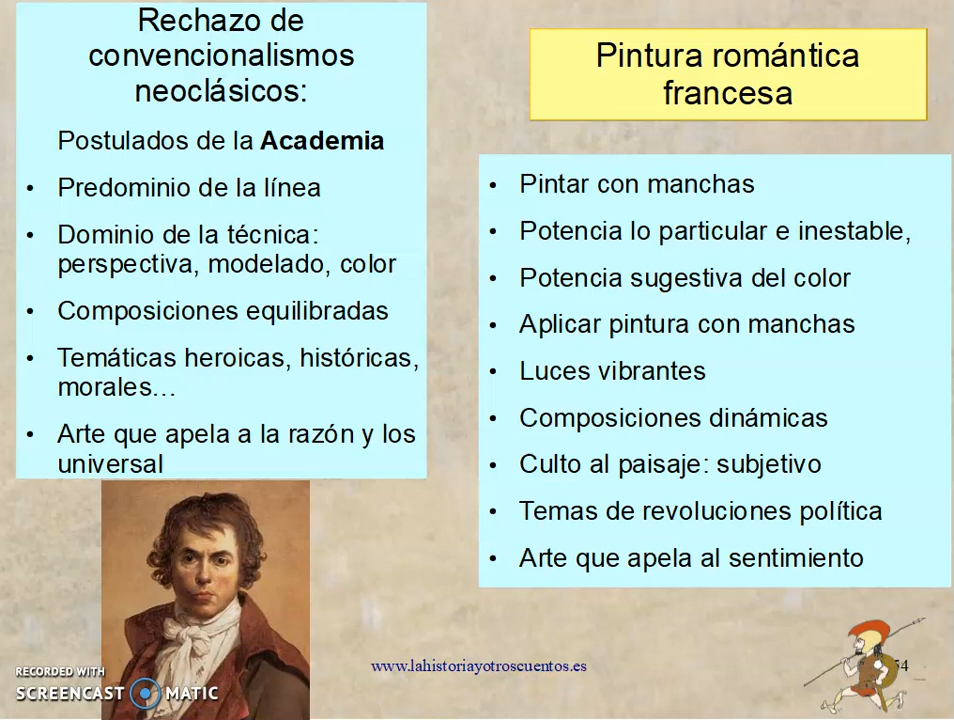 Rechazo de
convencionalismos
neoclásicos:
Postulados de la Academia
• Predominio de la línea
• Dominio de la técnica:
perspectiva, modelado, color
• Composiciones equilibradas
• Temáticas heroicas, históricas,
morales…
• Arte que apela a la razón y los
universal
Pintura romántica
francesa
• Pintar con manchas
• Potencia lo particular e inestable,
• Potencia sugestiva del color
• Aplicar pintura con manchas
• Luces vibrantes
• Composiciones dinámicas
• Culto al paisaje: subjetivo
• Temas de revoluciones política
• Arte que apela al sentimiento
www.lahistoriayotroscuentos.es
54
RECORDED WITH
SCREENCAST MATIC